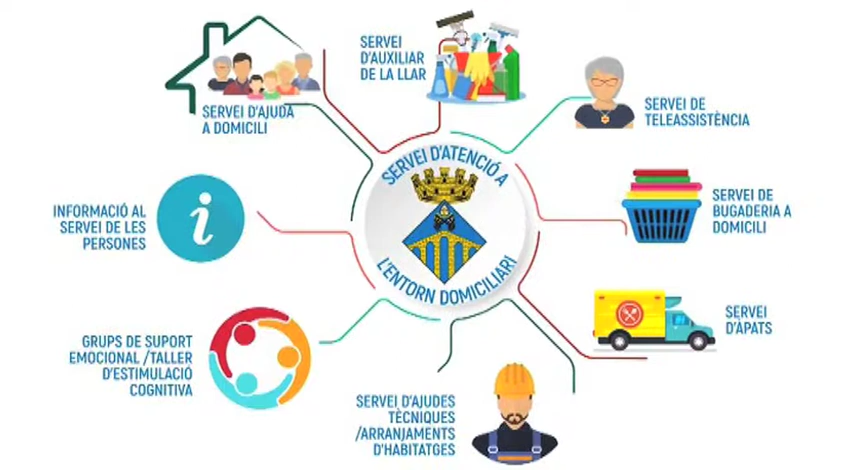 SERVEI
D'AUXILIAR
DE LA LLAR
SERVEI D'AJUDA
A DOMICILI
SERVEI DE
TELEASSISTÈNCIA
SERVEI D'ATENCIÓ A
L'ENTORN DOMICILIARI
INFORMACIÓ AL
SERVEI DE LES
PERSONES
i
SERVEI DE
BUGADERIA A
DOMICILI
SERVEI
D'ÀPATS
GRUPS DE SUPORT
EMOCIONAL /TALLER
D'ESTIMULACIÓ
COGNITIVA
SERVEI D'AJUDES
TÈCNIQUES
/ARRANJAMENTS
D'HABITATGES